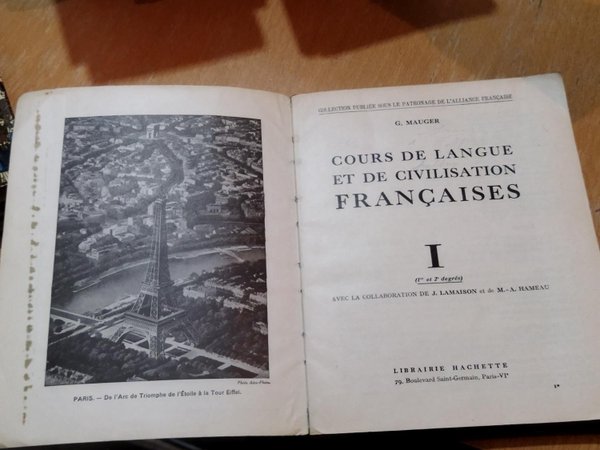 Photo Aéro-Photo.
PARIS. — De l'Arc de Triomphe de l'Étoile à la Tour Eiffel.
COLLECTION PUBLIÉE SOUS LE PATRONAGE DE L'ALLIANCE FRANÇAISE
G. MAUGER
COURS DE LANGUE
ET DE CIVILISATION
FRANÇAISES
I
(1er et 2e degrés)
AVEC LA COLLABORATION DE J. LAMAISON et de M.-A. HAMEAU
LIBRAIRIE HACHETTE
79, Boulevard Saint-Germain, Paris-VIe